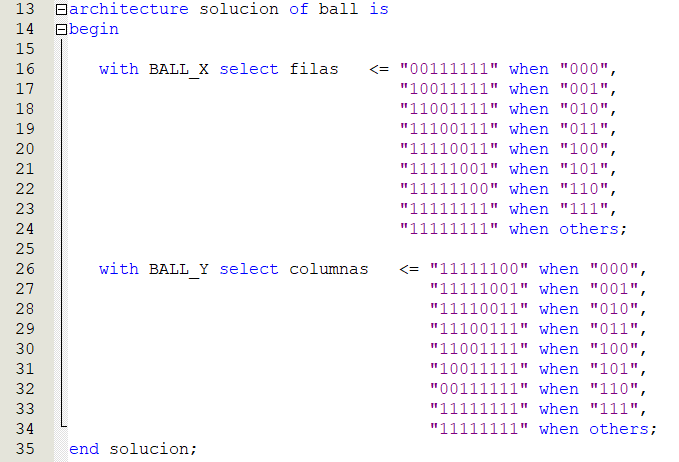 13 architecture solucion of ball is
14 begin
15
16 with BALL_X select filas <= "00111111" when "000",
17 "10011111" when "001",
18 "11001111" when "010",
19 "11100111" when "011",
20 "11110011" when "100",
21 "11111001" when "101",
22 "11111100" when "110",
23 "11111111" when "111",
24 "11111111" when others;
25
26 with BALL_Y select columnas <= "11111100" when "000",
27 "11111001" when "001",
28 "11110011" when "010",
29 "11100111" when "011",
30 "11001111" when "100",
31 "10011111" when "101",
32 "00111111" when "110",
33 "11111111" when "111",
34 "11111111" when others;
35 end solucion;